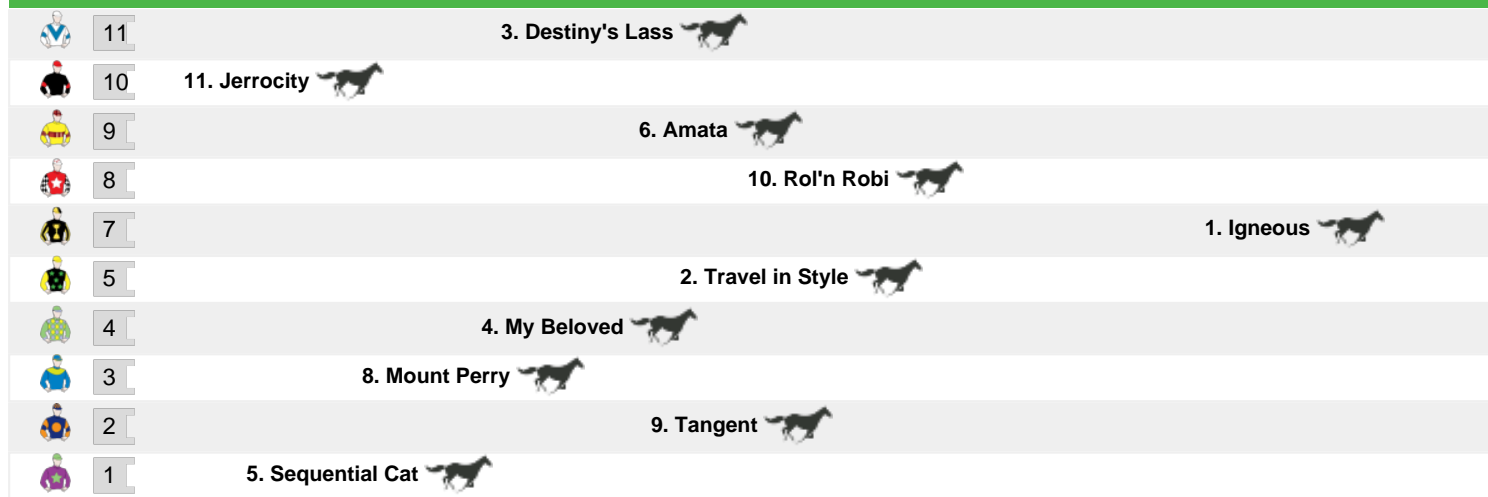 11 3. Destiny's Lass
10 11. Jerrocity
9 6. Amata
8 10. Rol'n Robi
7 1. Igneous
5 2. Travel in Style
4 4. My Beloved
3 8. Mount Perry
2 9. Tangent
1 5. Sequential Cat